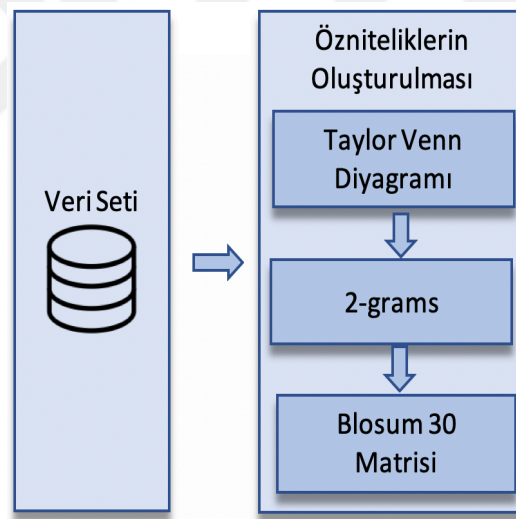 Veri Seti
Özniteliklerin
Oluşturulması
Taylor Venn
Diyagramı
2-grams
Blosum 30
Matrisi